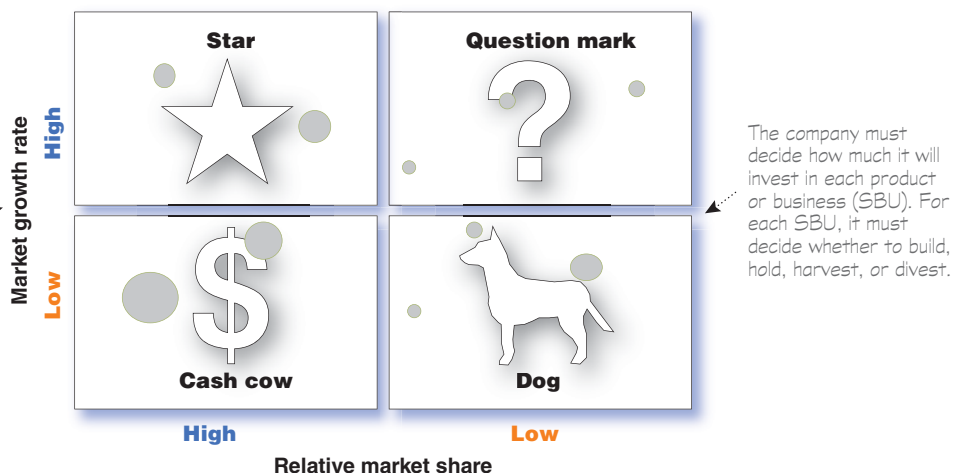 Star
Question mark
Market growth rate
High
Low
$
?
Cash cow
Dog
High
Low
Relative market share
The company must
decide how much it will
invest in each product
or business (SBU). For
each SBU, it must
decide whether to build,
hold, harvest, or divest.